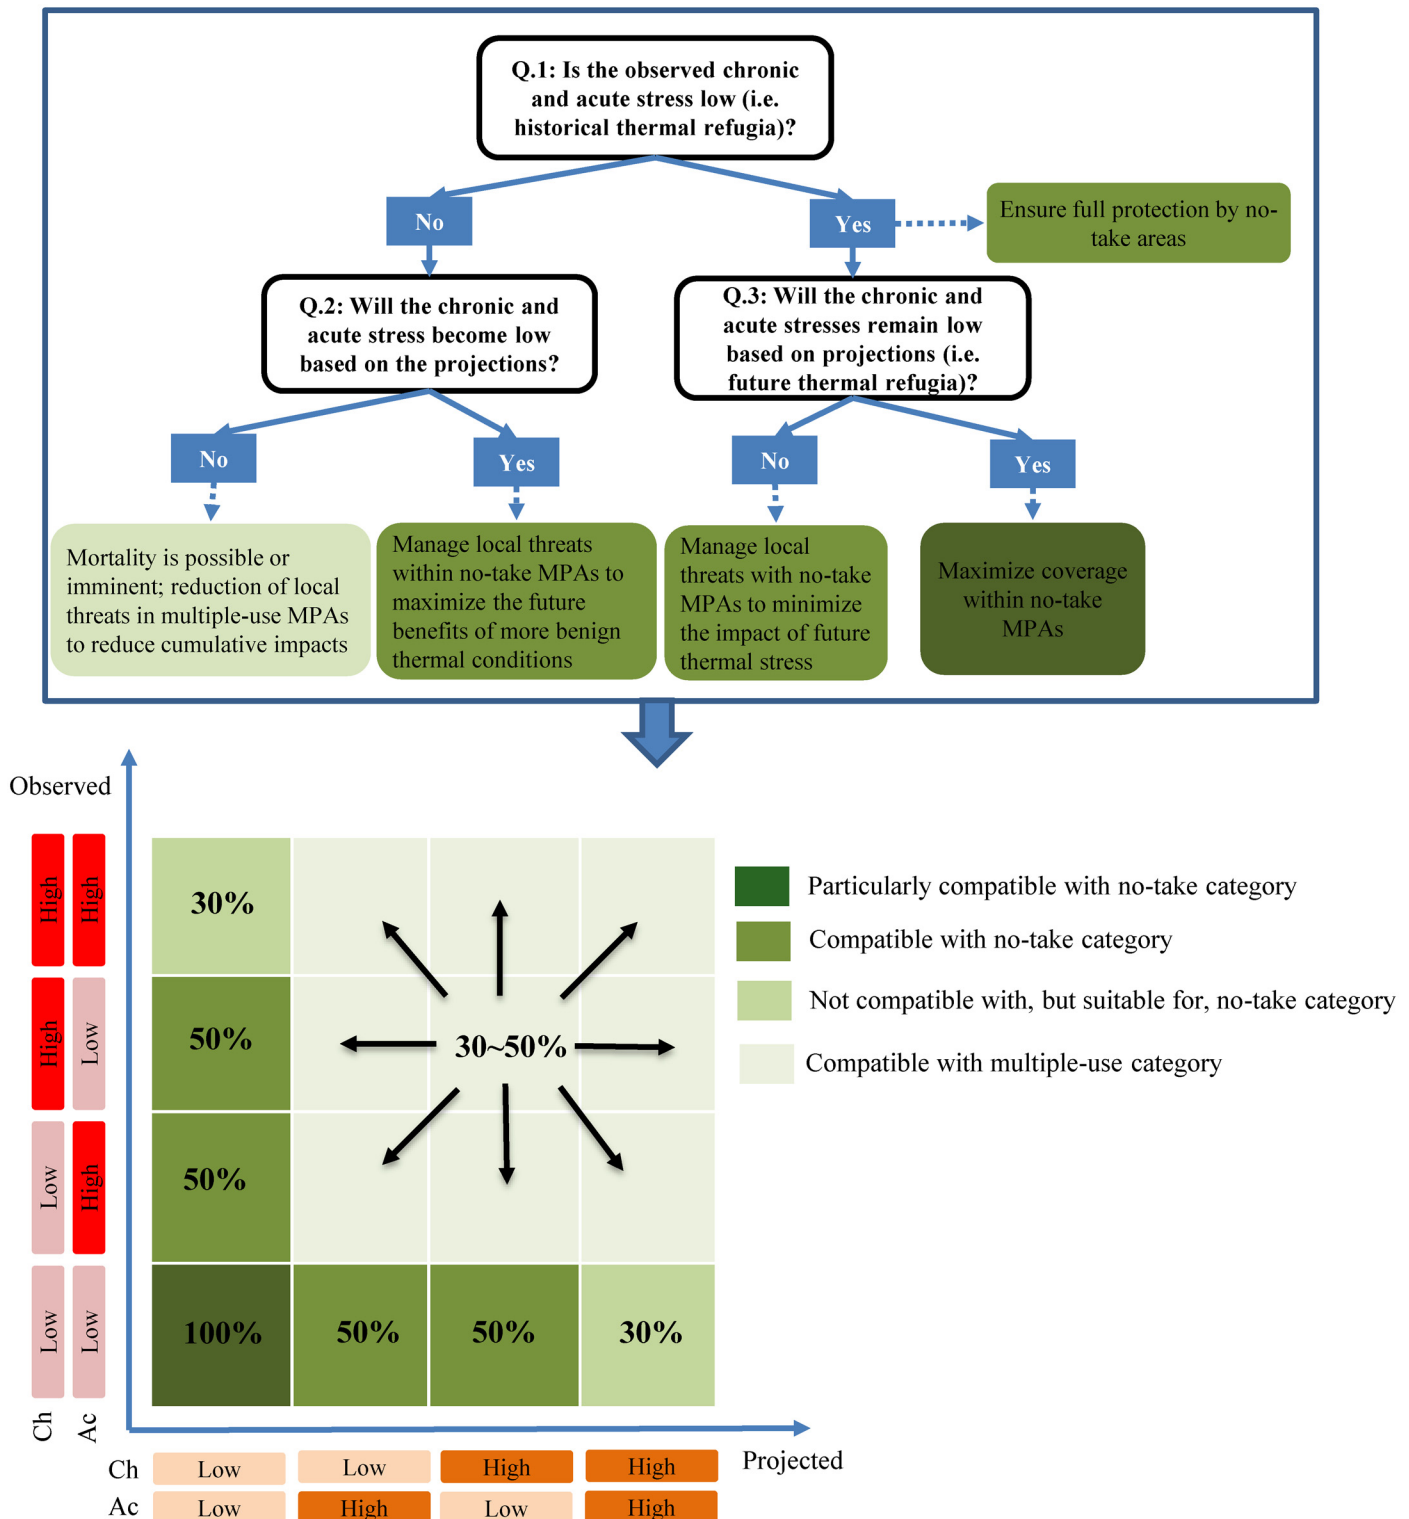 Q.1: Is the observed chronic
and acute stress low (i.e.
historical thermal refugia)?
No
Yes
Ensure full protection by no-
take areas
Q.2: Will the chronic and
acute stress become low
based on the projections?
Q.3: Will the chronic and
acute stresses remain low
based on projections (i.e.
future thermal refugia)?
No
Yes
No
Yes
Mortality is possible or
imminent; reduction of local
threats in multiple-use MPAs
to reduce cumulative impacts
Manage local threats
within no-take MPAs to
maximize the future
benefits of more benign
thermal conditions
Manage local
threats with no-take
MPAs to minimize
the impact of future
thermal stress
Maximize coverage
within no-take
MPAs
Observed
High
High
30%
High
Low
50%
30~50%
Low
High
50%
Low
Low
100%
50%
50%
30%
Ch
Ac
Particularly compatible with no-take category
Compatible with no-take category
Not compatible with, but suitable for, no-take category
Compatible with multiple-use category
Projected
Ch
Low
Low
High
High
Ac
Low
High
Low
High